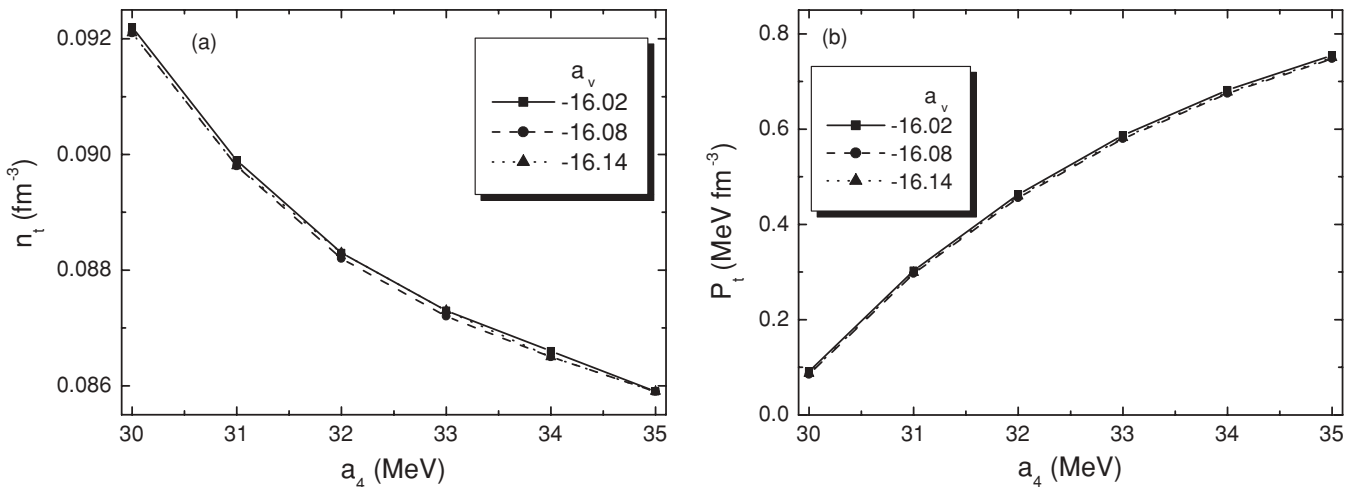 (a)
a_v
-16.02
-16.08
-16.14
0.092
0.090
0.088
0.086
n_t (fm^-3)
30 31 32 33 34 35
a_4 (MeV)
(b)
a_v
-16.02
-16.08
-16.14
0.8
0.6
0.4
0.2
0.0
P_t (MeV fm^-3)
30 31 32 33 34 35
a_4 (MeV)